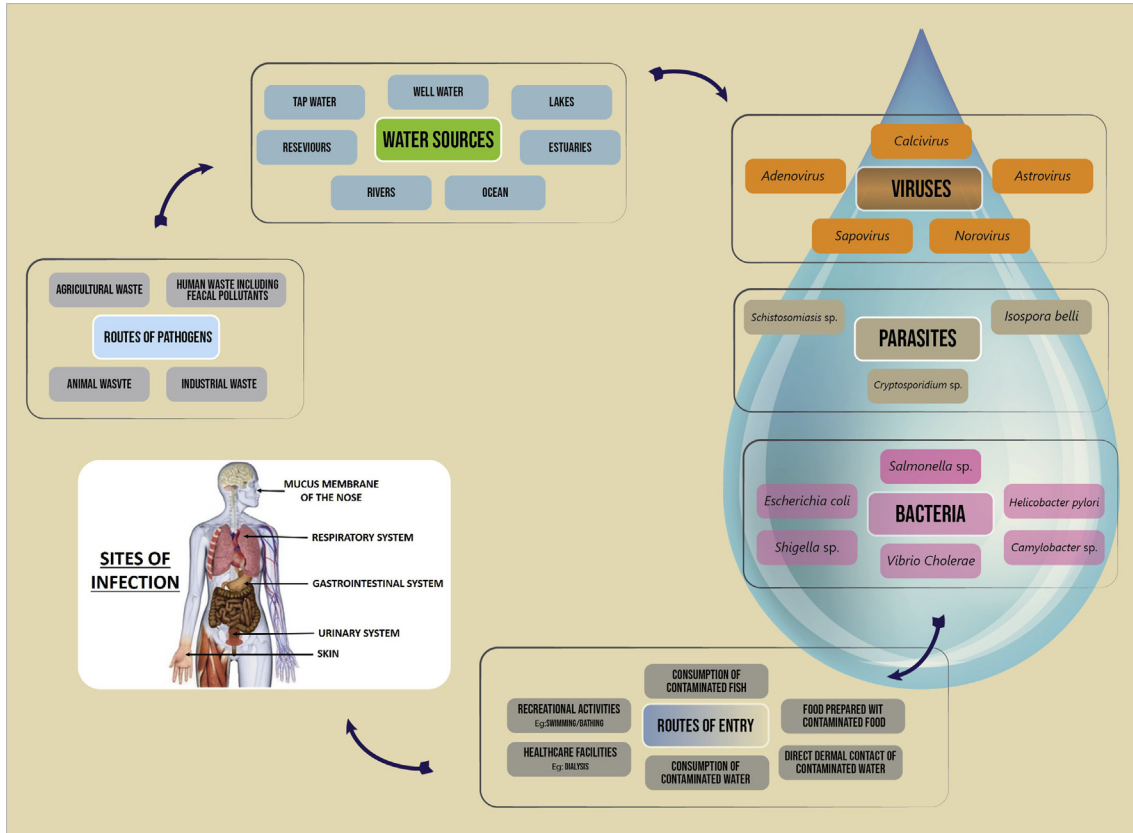 TAP WATER
WELL WATER
LAKES
RESEVIOURS
WATER SOURCES
ESTUARIES
RIVERS
OCEAN
Calcivirus
Adenovirus
VIRUSES
Astrovirus
Sapovirus
Norovirus
AGRICULTURAL WASTE
HUMAN WASTE INCLUDING
FEACAL POLLUTANTS
ROUTES OF PATHOGENS
ANIMAL WASVTE
INDUSTRIAL WASTE
Schistosomiasis sp.
PARASITES
Isospora belli
Cryptosporidium sp.
Salmonella sp.
Escherichia coli
BACTERIA
Helicobacter pylori
Shigella sp.
Vibrio Cholerae
Camylobacter sp.
SITES OF
INFECTION
MUCUS MEMBRANE
OF THE NOSE
RESPIRATORY SYSTEM
GASTROINTESTINAL SYSTEM
URINARY SYSTEM
SKIN
CONSUMPTION OF
CONTAMINATED FISH
RECREATIONAL ACTIVITIES
Eg:SWIMMING/BATHING
ROUTES OF ENTRY
FOOD PREPARED WIT
CONTAMINATED FOOD
HEALTHCARE FACILITIES
Eg: DIALYSIS
CONSUMPTION OF
CONTAMINATED WATER
DIRECT DERMAL CONTACT OF
CONTAMINATED WATER